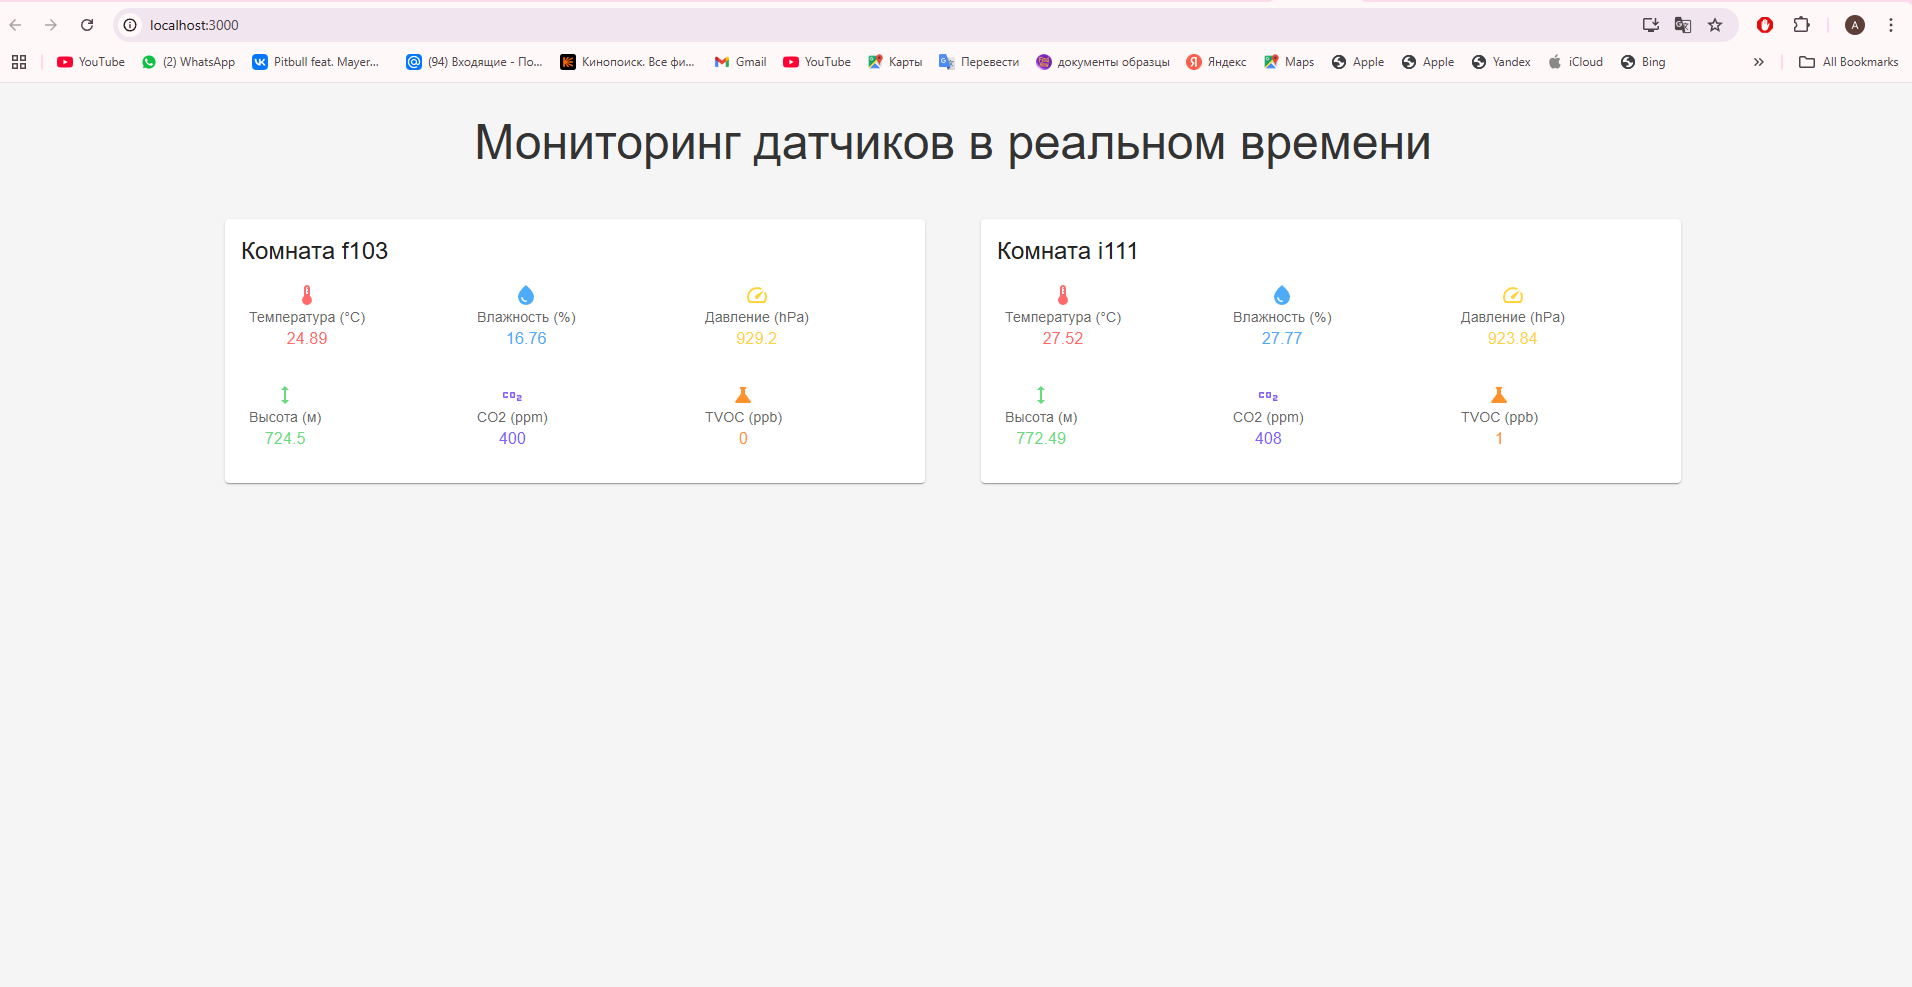 localhost:3000
YouTube (2) WhatsApp Pitbull feat. Mayer... (94) Входящие - По... Кинопоиск. Все фи... Gmail YouTube Карты Перевести документы образцы Яндекс Maps Apple Apple Yandex iCloud Bing All Bookmarks
Мониторинг датчиков в реальном времени
Комната f103
Температура (°C) Влажность (%) Давление (hPa)
24.89 16.76 929.2
Высота (м) CO2 (ppm) TVOC (ppb)
724.5 400 0
Комната i111
Температура (°C) Влажность (%) Давление (hPa)
27.52 27.77 923.84
Высота (м) CO2 (ppm) TVOC (ppb)
772.49 408 1